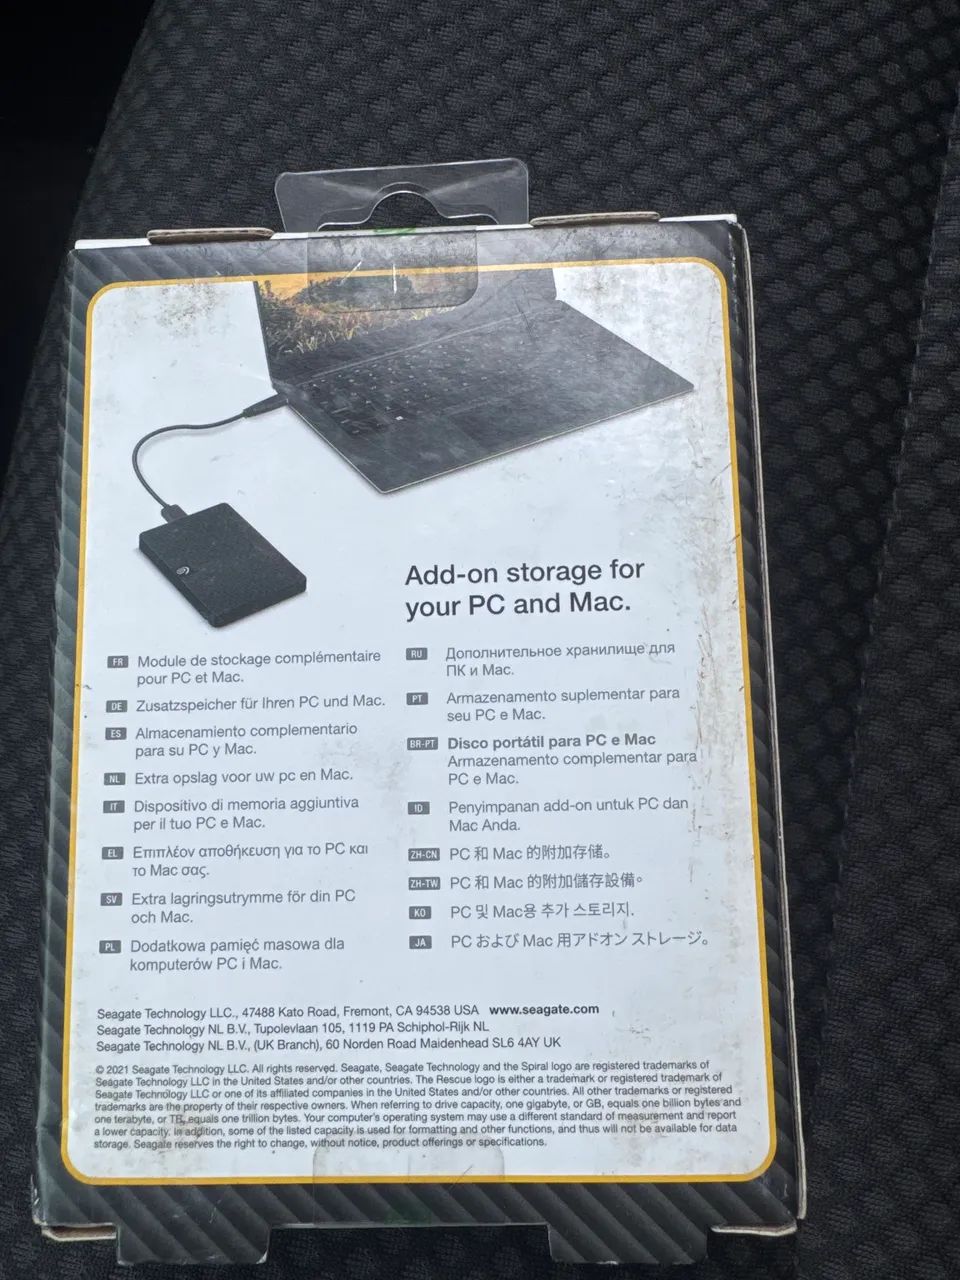 Add-on storage for
your PC and Mac.
FR Module de stockage complémentaire
pour PC et Mac.
DE Zusatzspeicher für Ihren PC und Mac.
ES Almacenamiento complementario
para su PC y Mac.
NL Extra opslag voor uw pc en Mac.
IT Dispositivo di memoria aggiuntiva
per il tuo PC e Mac.
EL Επιπλέον αποθήκευση για το PC και
το Mac σας.
SV Extra lagringsutrymme för din PC
och Mac.
PL Dodatkowa pamięć masowa dla
komputerów PC i Mac.
RU Дополнительное хранилище для
ПК и Mac.
PT Armazenamento suplementar para
seu PC e Mac.
BR-PT Disco portátil para PC e Mac
Armazenamento complementar para
PC e Mac.
ID Penyimpanan add-on untuk PC dan
Mac Anda.
ZH-CN PC 和 Mac 的附加存储。
ZH-TW PC 和 Mac 的附加儲存設備。
KO PC 및 Mac용 추가 스토리지.
JA PC および Mac 用アドオン ストレージ。
Seagate Technology LLC., 47488 Kato Road, Fremont, CA 94538 USA www.seagate.com
Seagate Technology NL B.V., Tupolevlaan 105, 1119 PA Schiphol-Rijk NL
Seagate Technology NL B.V., (UK Branch), 60 Norden Road Maidenhead SL6 4AY UK
© 2021 Seagate Technology LLC. All rights reserved. Seagate, Seagate Technology and the Spiral logo are registered trademarks of
Seagate Technology LLC in the United States and/or other countries. The Rescue logo is either a trademark or registered trademark of
Seagate Technology LLC or one of its affiliated companies in the United States and/or other countries. All other trademarks or registered
trademarks are the property of their respective owners. When referring to drive capacity, one gigabyte, or GB, equals one billion bytes and
one terabyte, or TB, equals one trillion bytes. Your computer's operating system may use a different standard of measurement and report
a lower capacity. In addition, some of the listed capacity is used for formatting and other functions, and thus will not be available for data
storage. Seagate reserves the right to change, without notice, product offerings or specifications.